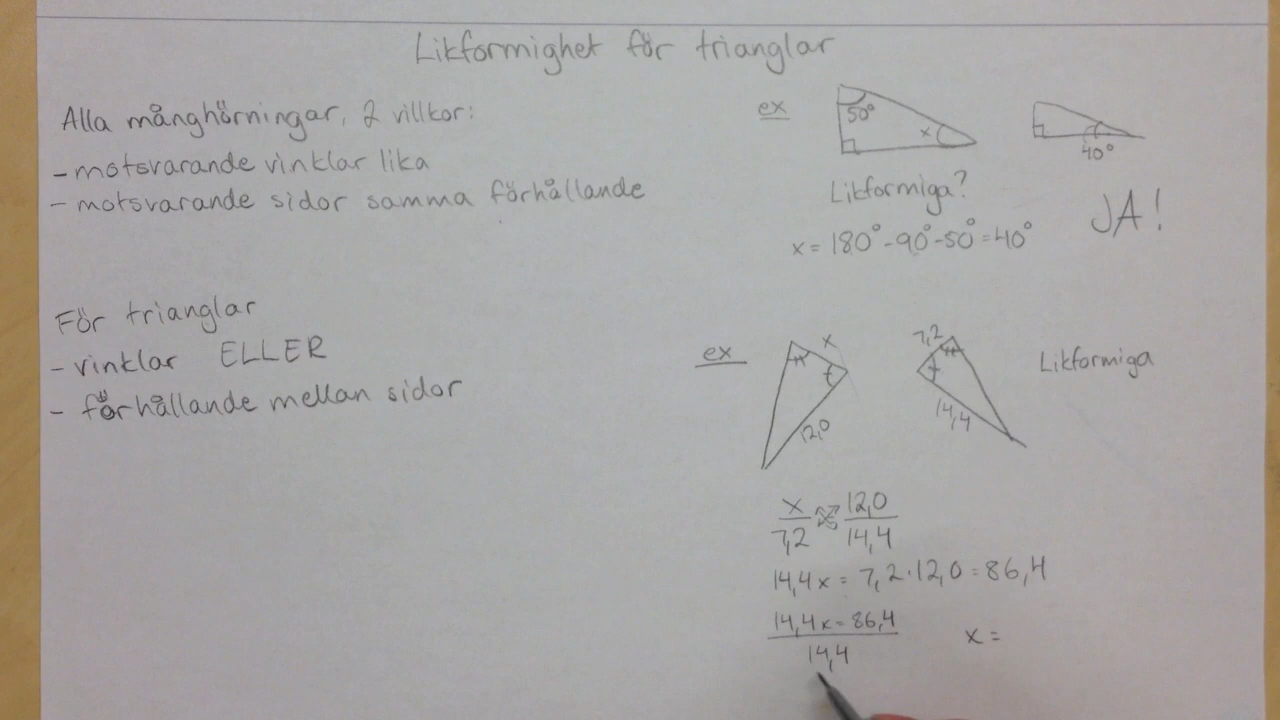 Likformighet för trianglar
Alla månghörningar, 2 villkor:
- motsvarande vinklar lika
- motsvarande sidor samma förhållande
För trianglar
- vinklar ELLER
- förhållande mellan sidor
ex
50°
x
40°
Likformiga?
JA!
x = 180° - 90° - 50° = 40°
ex
x
12,0
7,2
14,4
Likformiga
x 12,0
7,2 14,4
14,4x = 7,2 · 12,0 = 86,4
14,4x = 86,4
14,4
x =